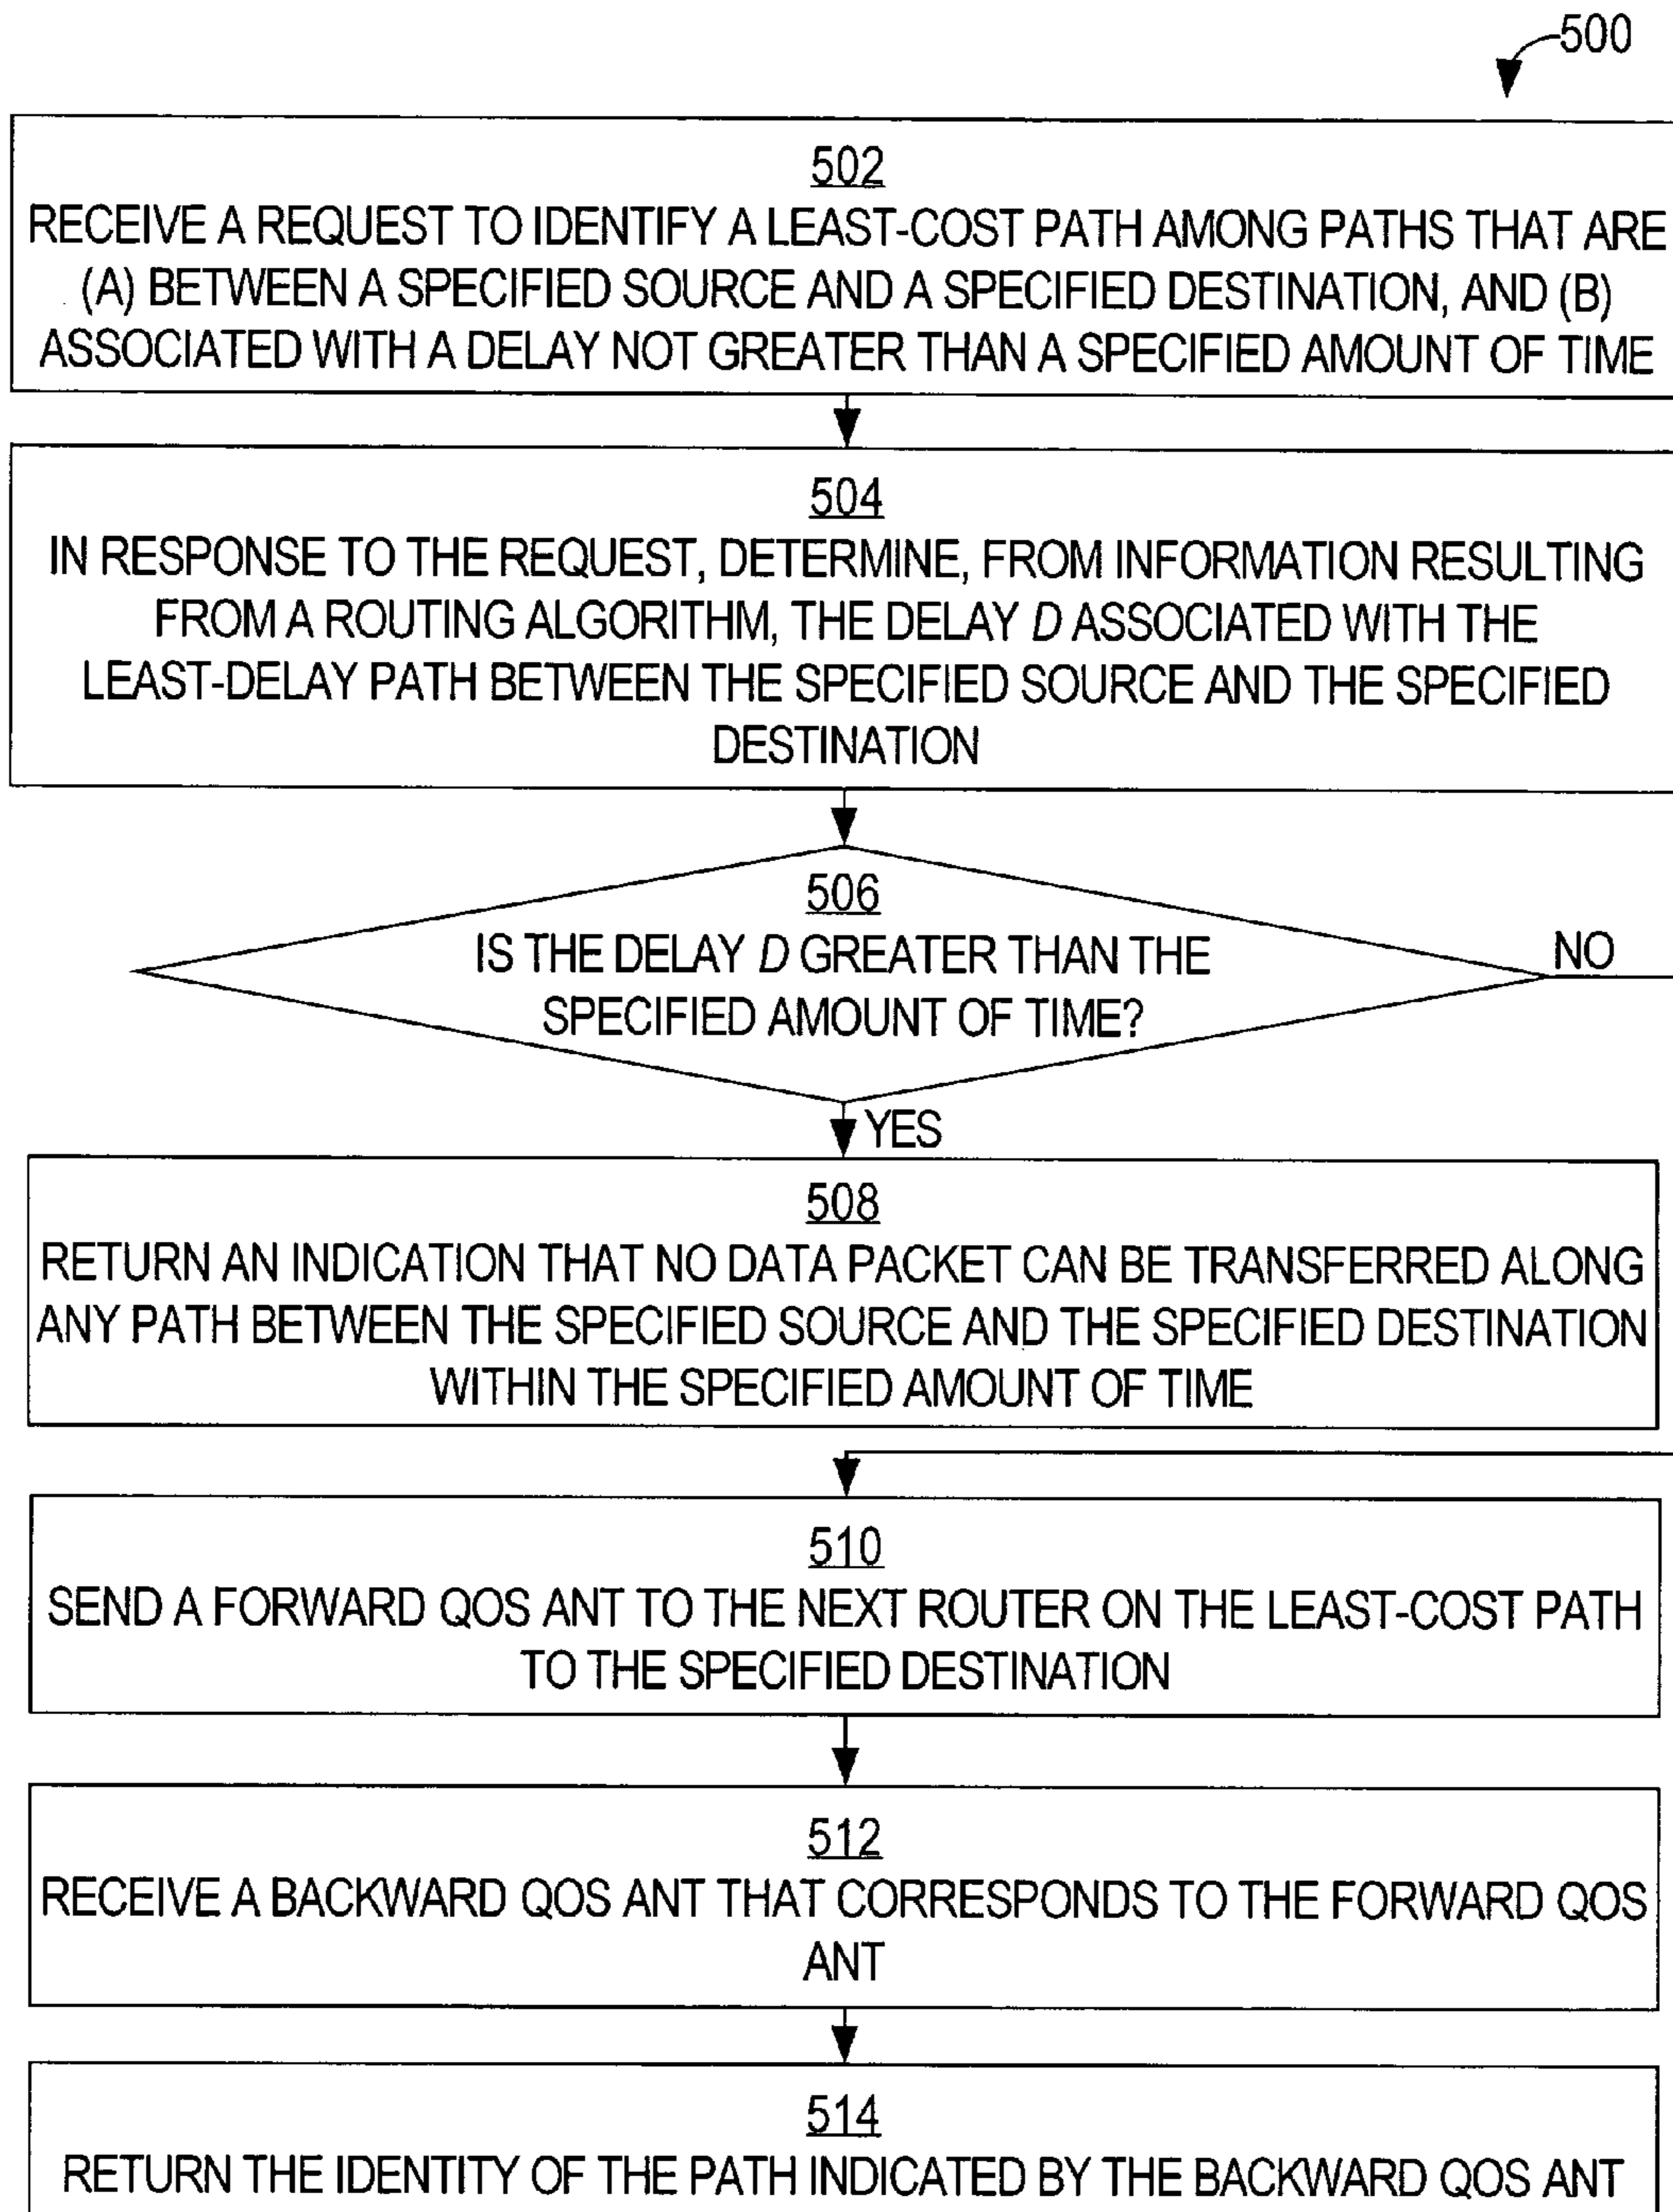 500
502
RECEIVE A REQUEST TO IDENTIFY A LEAST-COST PATH AMONG PATHS THAT ARE
(A) BETWEEN A SPECIFIED SOURCE AND A SPECIFIED DESTINATION, AND (B)
ASSOCIATED WITH A DELAY NOT GREATER THAN A SPECIFIED AMOUNT OF TIME
504
IN RESPONSE TO THE REQUEST, DETERMINE, FROM INFORMATION RESULTING
FROM A ROUTING ALGORITHM, THE DELAY D ASSOCIATED WITH THE
LEAST-DELAY PATH BETWEEN THE SPECIFIED SOURCE AND THE SPECIFIED
DESTINATION
506
IS THE DELAY D GREATER THAN THE
SPECIFIED AMOUNT OF TIME?
NO
YES
508
RETURN AN INDICATION THAT NO DATA PACKET CAN BE TRANSFERRED ALONG
ANY PATH BETWEEN THE SPECIFIED SOURCE AND THE SPECIFIED DESTINATION
WITHIN THE SPECIFIED AMOUNT OF TIME
510
SEND A FORWARD QOS ANT TO THE NEXT ROUTER ON THE LEAST-COST PATH
TO THE SPECIFIED DESTINATION
512
RECEIVE A BACKWARD QOS ANT THAT CORRESPONDS TO THE FORWARD QOS
ANT
514
RETURN THE IDENTITY OF THE PATH INDICATED BY THE BACKWARD QOS ANT